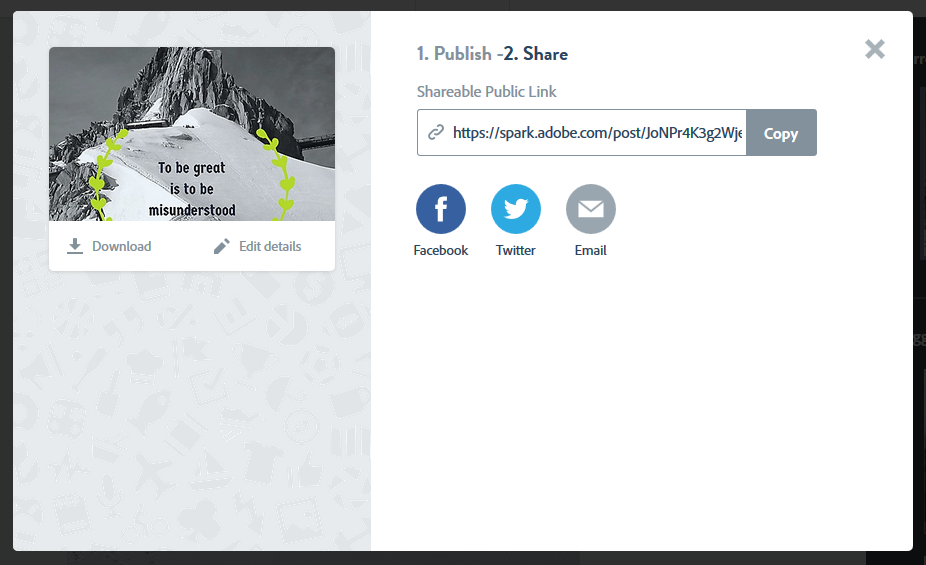 To be great
is to be
misunderstood
Download
Edit details
1. Publish -2. Share
Shareable Public Link
https://spark.adobe.com/post/JoNPr4K3g2Wje
Copy
Facebook
Twitter
Email